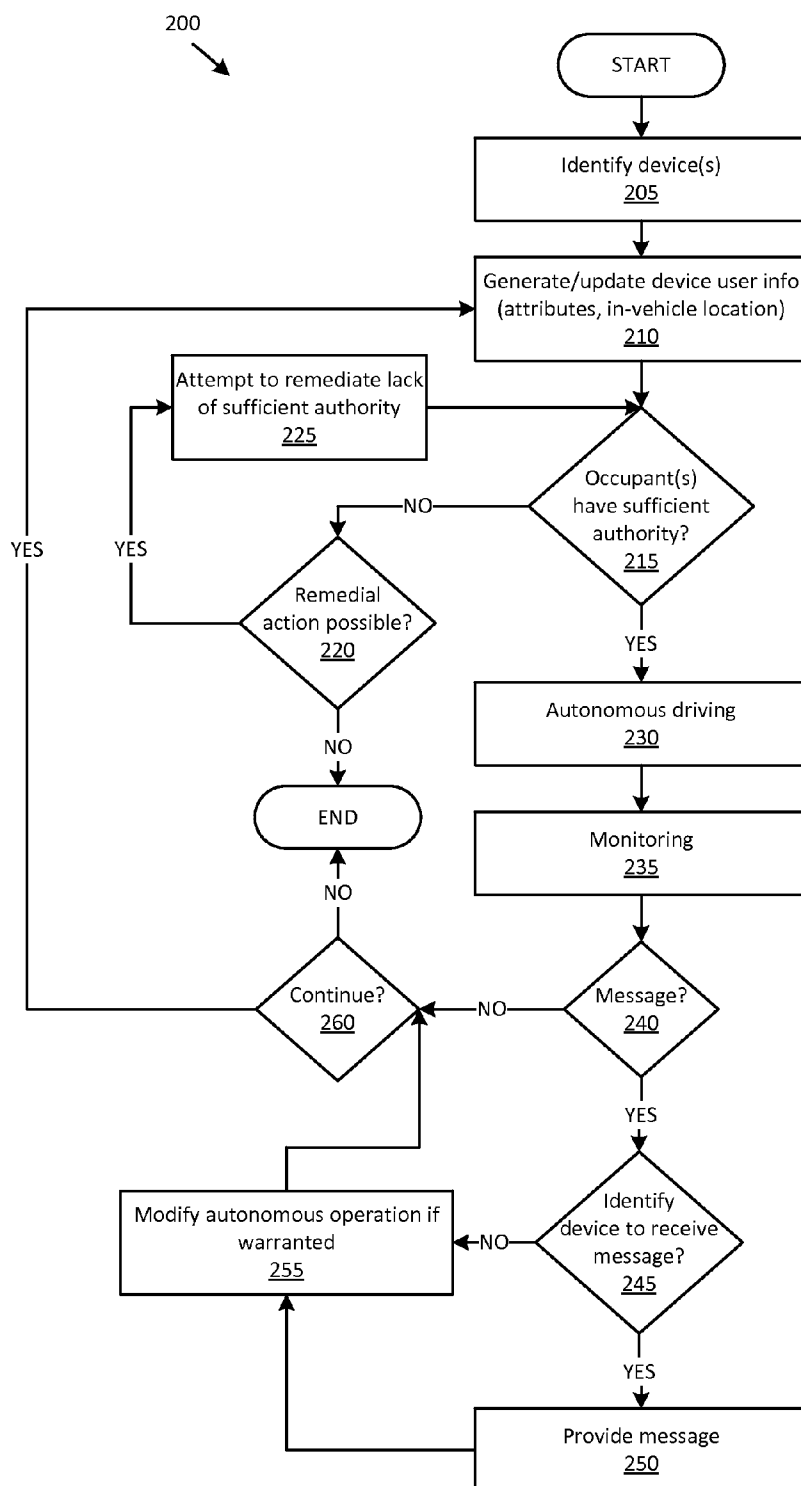 200
START
Identify device(s)
205
Generate/update device user info
(attributes, in-vehicle location)
210
Attempt to remediate lack
of sufficient authority
225
Occupant(s)
have sufficient
authority?
215
NO
YES
YES
Remedial
action possible?
220
YES
NO
Autonomous driving
230
END
Monitoring
235
NO
Continue?
260
NO
Message?
240
YES
Identify
device to receive
message?
245
NO
Modify autonomous operation if
warranted
255
YES
Provide message
250